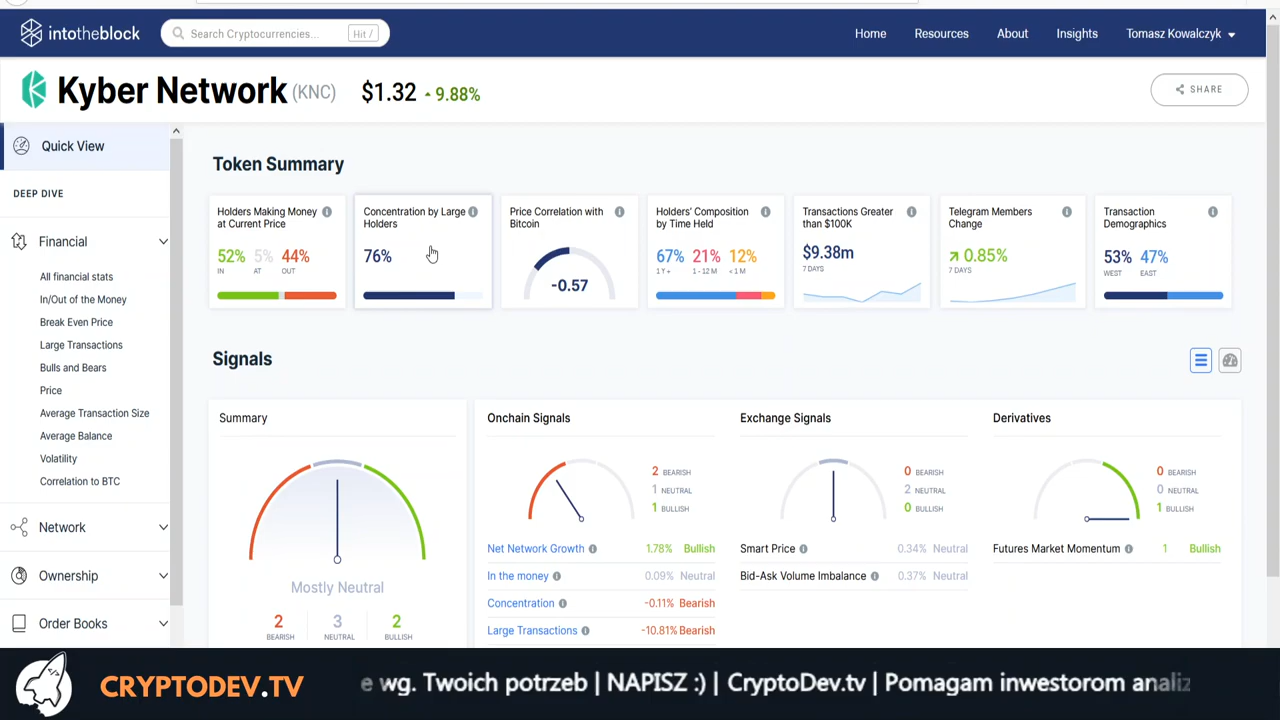 intotheblock
Search Cryptocurrencies...
Hit /
Home
Resources
About
Insights
Tomasz Kowalczyk
Kyber Network (KNC) $1.32 9.88%
SHARE
Quick View
DEEP DIVE
Financial
All financial stats
In/Out of the Money
Break Even Price
Large Transactions
Bulls and Bears
Price
Average Transaction Size
Average Balance
Volatility
Correlation to BTC
Network
Ownership
Order Books
Token Summary
Holders Making Money
at Current Price
52% 5% 44%
IN AT OUT
Concentration by Large
Holders
76%
Price Correlation with
Bitcoin
-0.57
Holders' Composition
by Time Held
67% 21% 12%
1 Y + 1 - 12 M < 1 M
Transactions Greater
than $100K
$9.38m
7 DAYS
Telegram Members
Change
0.85%
7 DAYS
Transaction
Demographics
53% 47%
WEST EAST
Signals
Summary
Mostly Neutral
2 3 2
BEARISH NEUTRAL BULLISH
Onchain Signals
2 BEARISH
1 NEUTRAL
1 BULLISH
Net Network Growth 1.78% Bullish
In the money 0.09% Neutral
Concentration -0.11% Bearish
Large Transactions -10.81% Bearish
Exchange Signals
0 BEARISH
2 NEUTRAL
0 BULLISH
Smart Price 0.34% Neutral
Bid-Ask Volume Imbalance 0.37% Neutral
Derivatives
0 BEARISH
0 NEUTRAL
1 BULLISH
Futures Market Momentum 1 Bullish
CRYPTODEV.TV
e wg. Twoich potrzeb | NAPISZ :) | CryptoDev.tv | Pomagam inwestorom analiz